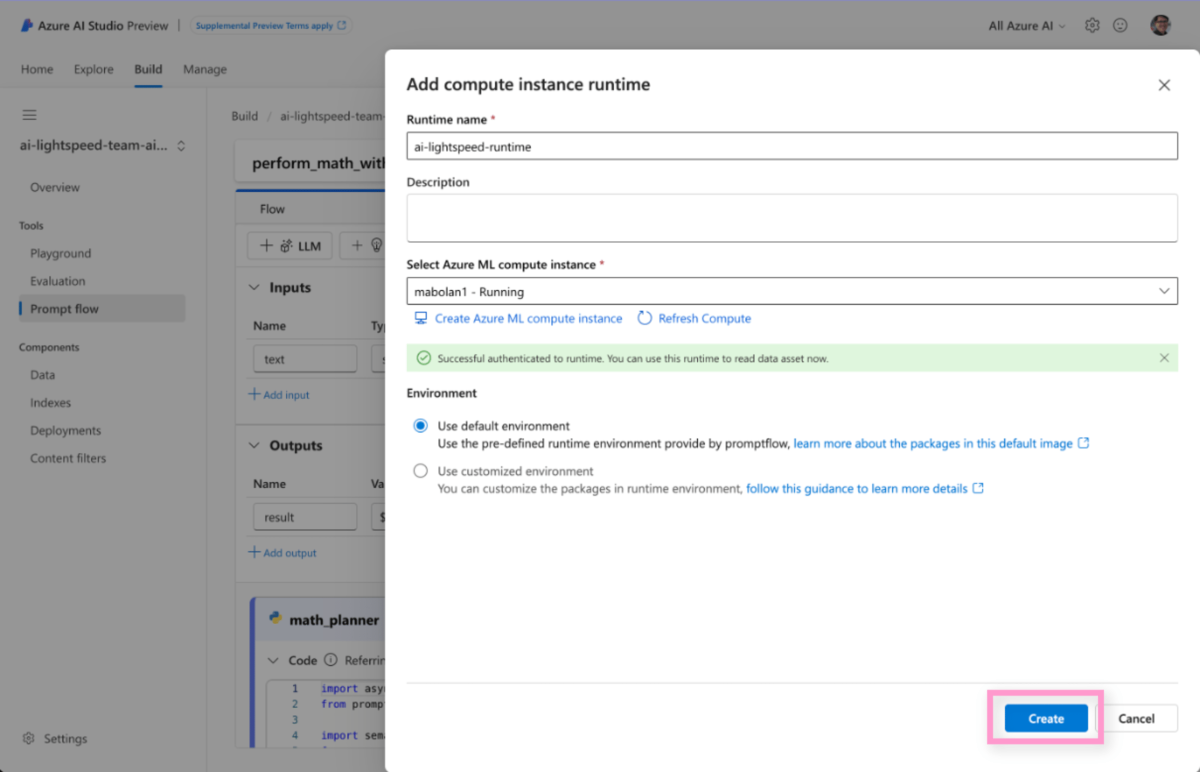 Azure AI Studio Preview | Supplemental Preview Terms apply
All Azure AI
Home Explore Build Manage
ai-lightspeed-team-ai...
Overview
Tools
Playground
Evaluation
Prompt flow
Components
Data
Indexes
Deployments
Content filters
Settings
Build / ai-lightspeed-team-
perform_math_with
Flow
+ LLM +
Inputs
Name Typ
text
+ Add input
Outputs
Name Va
result $
+ Add output
math_planner
Code Referrin
1 import asy
2 from promp
3
4 import sem
Add compute instance runtime
Runtime name *
ai-lightspeed-runtime
Description
Select Azure ML compute instance *
mabolan1 - Running
Create Azure ML compute instance Refresh Compute
Successful authenticated to runtime. You can use this runtime to read data asset now.
Environment
Use default environment
Use the pre-defined runtime environment provide by promptflow, learn more about the packages in this default image
Use customized environment
You can customize the packages in runtime environment, follow this guidance to learn more details
Create Cancel